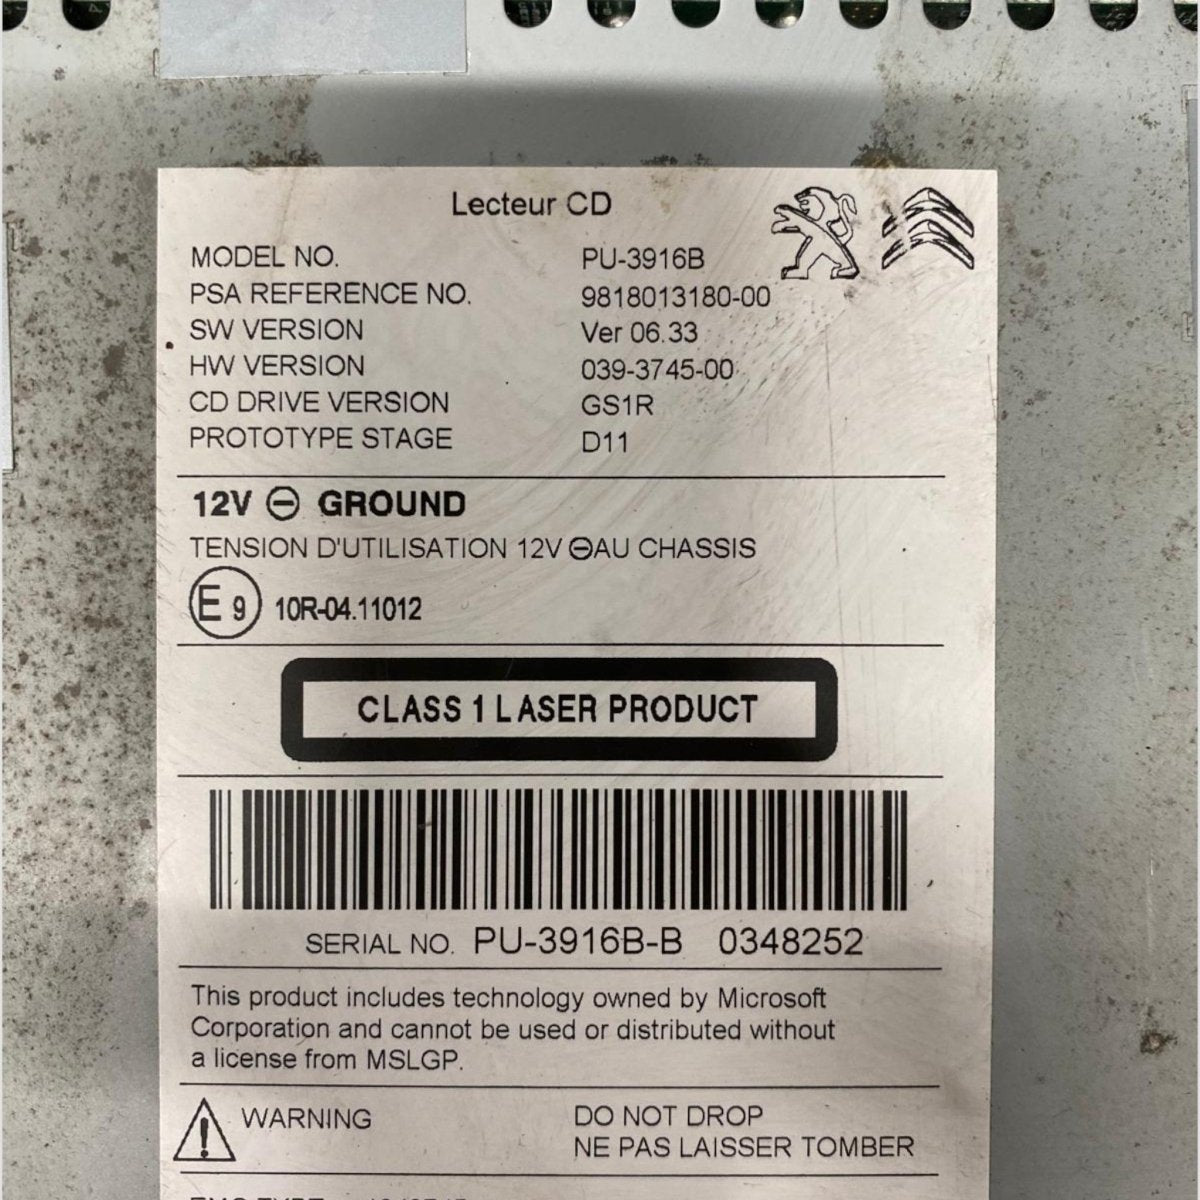 Lecteur CD
MODEL NO. PU-3916B
PSA REFERENCE NO. 9818013180-00
SW VERSION Ver 06.33
HW VERSION 039-3745-00
CD DRIVE VERSION GS1R
PROTOTYPE STAGE D11
12V ⊖ GROUND
TENSION D'UTILISATION 12V ⊖AU CHASSIS
E9 10R-04.11012
CLASS 1 LASER PRODUCT
SERIAL NO. PU-3916B-B 0348252
This product includes technology owned by Microsoft
Corporation and cannot be used or distributed without
a license from MSLGP.
WARNING DO NOT DROP
NE PAS LAISSER TOMBER